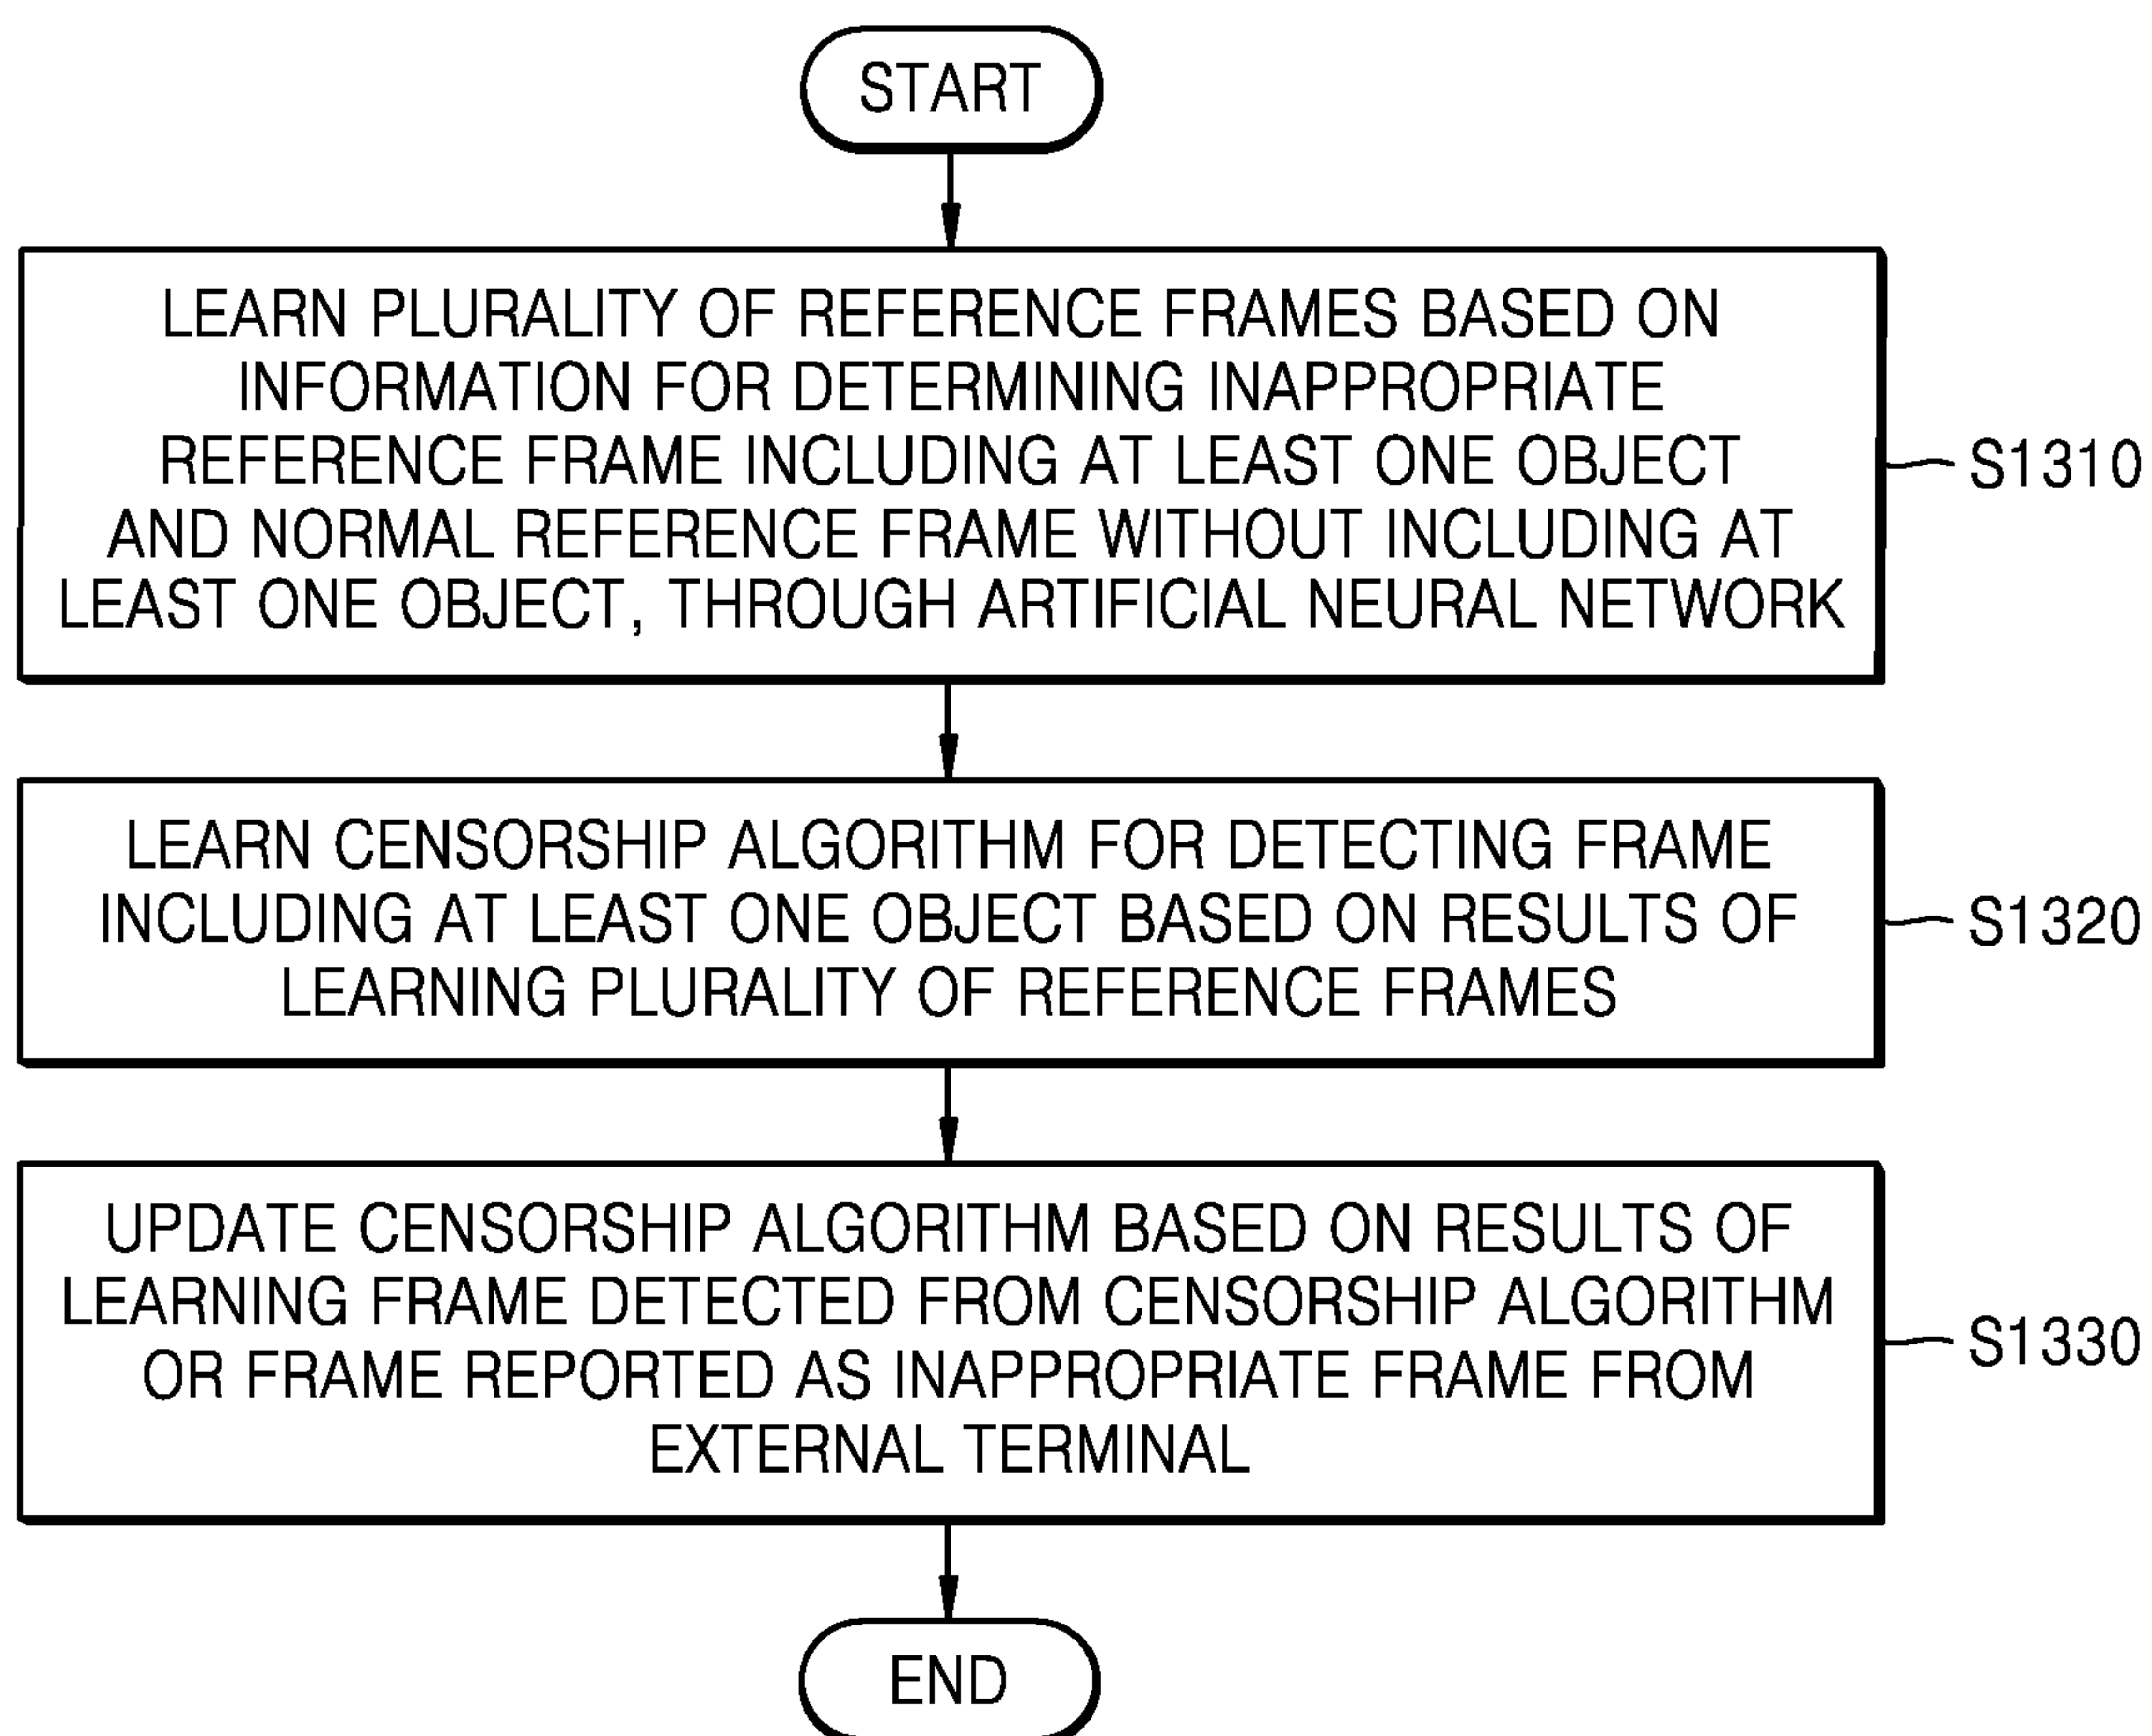 START
LEARN PLURALITY OF REFERENCE FRAMES BASED ON
INFORMATION FOR DETERMINING INAPPROPRIATE
REFERENCE FRAME INCLUDING AT LEAST ONE OBJECT
AND NORMAL REFERENCE FRAME WITHOUT INCLUDING AT
LEAST ONE OBJECT, THROUGH ARTIFICIAL NEURAL NETWORK
S1310
LEARN CENSORSHIP ALGORITHM FOR DETECTING FRAME
INCLUDING AT LEAST ONE OBJECT BASED ON RESULTS OF
LEARNING PLURALITY OF REFERENCE FRAMES
S1320
UPDATE CENSORSHIP ALGORITHM BASED ON RESULTS OF
LEARNING FRAME DETECTED FROM CENSORSHIP ALGORITHM
OR FRAME REPORTED AS INAPPROPRIATE FRAME FROM
EXTERNAL TERMINAL
S1330
END